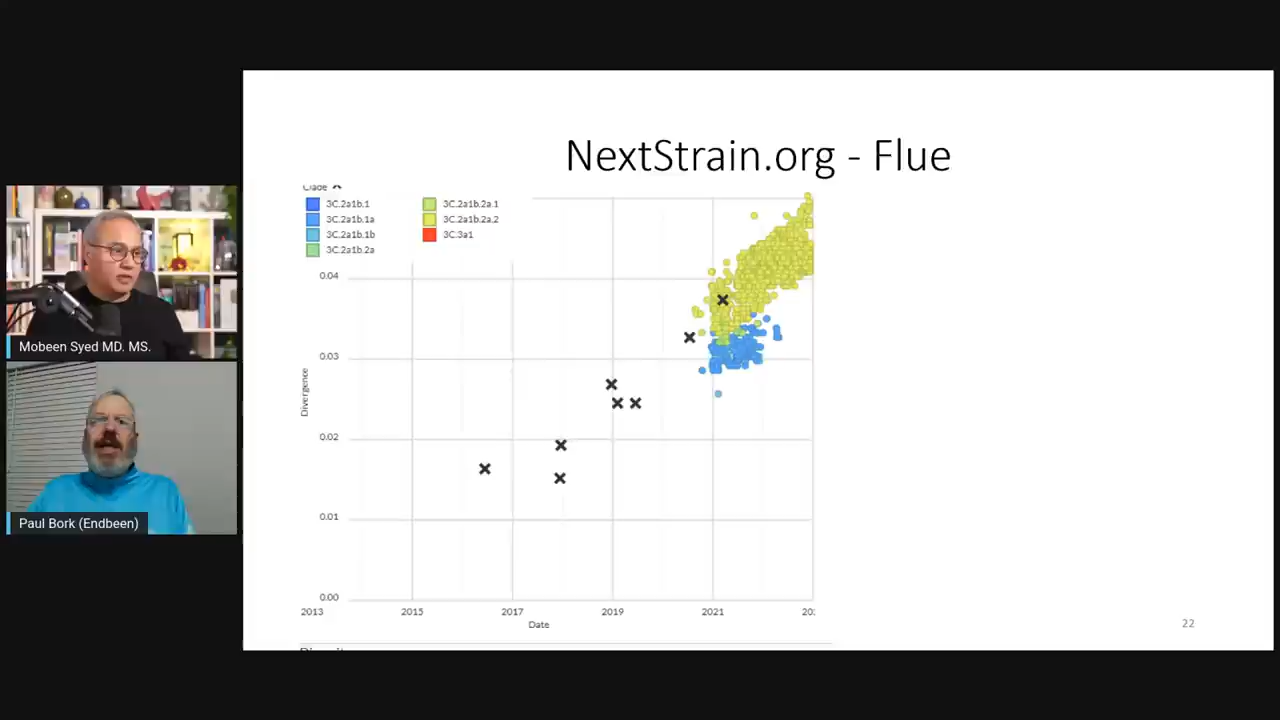 NextStrain.org - Flue
Clade
3C.2a1b.1
3C.2a1b.1a
3C.2a1b.1b
3C.2a1b.2a
3C.2a1b.2a.1
3C.2a1b.2a.2
3C.3a1
0.04
0.03
0.02
0.01
0.00
Divergence
2013 2015 2017 2019 2021
Date
22
Mobeen Syed MD. MS.
Paul Bork (Endbeen)